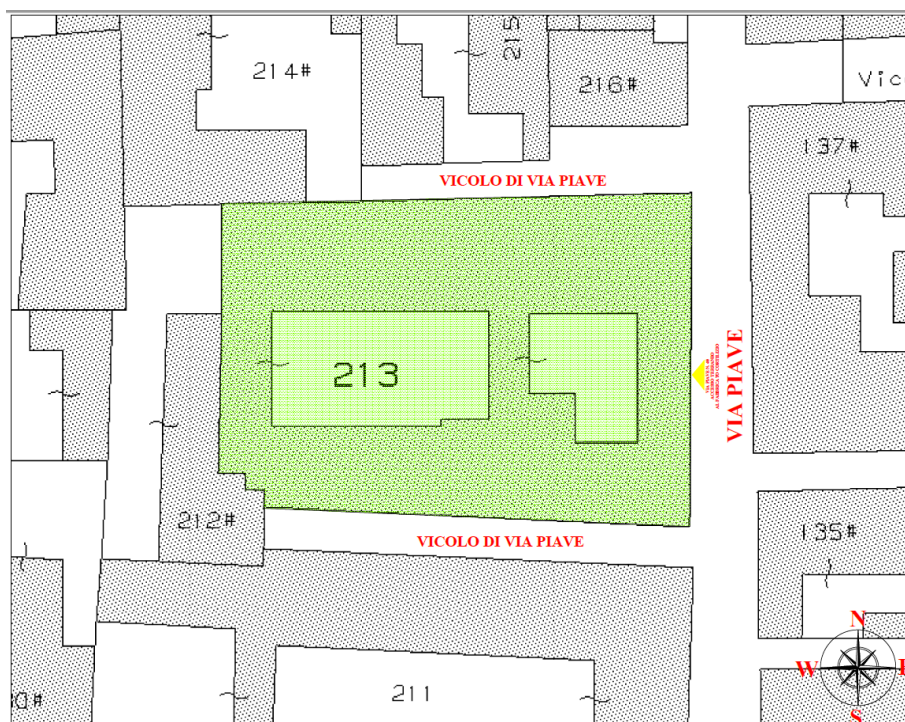 215
214#
216#
Vic
137#
VICOLO DI VIA PIAVE
213
VIA PIAVE
212#
135#
VICOLO DI VIA PIAVE
N
W
E
S
211
0#